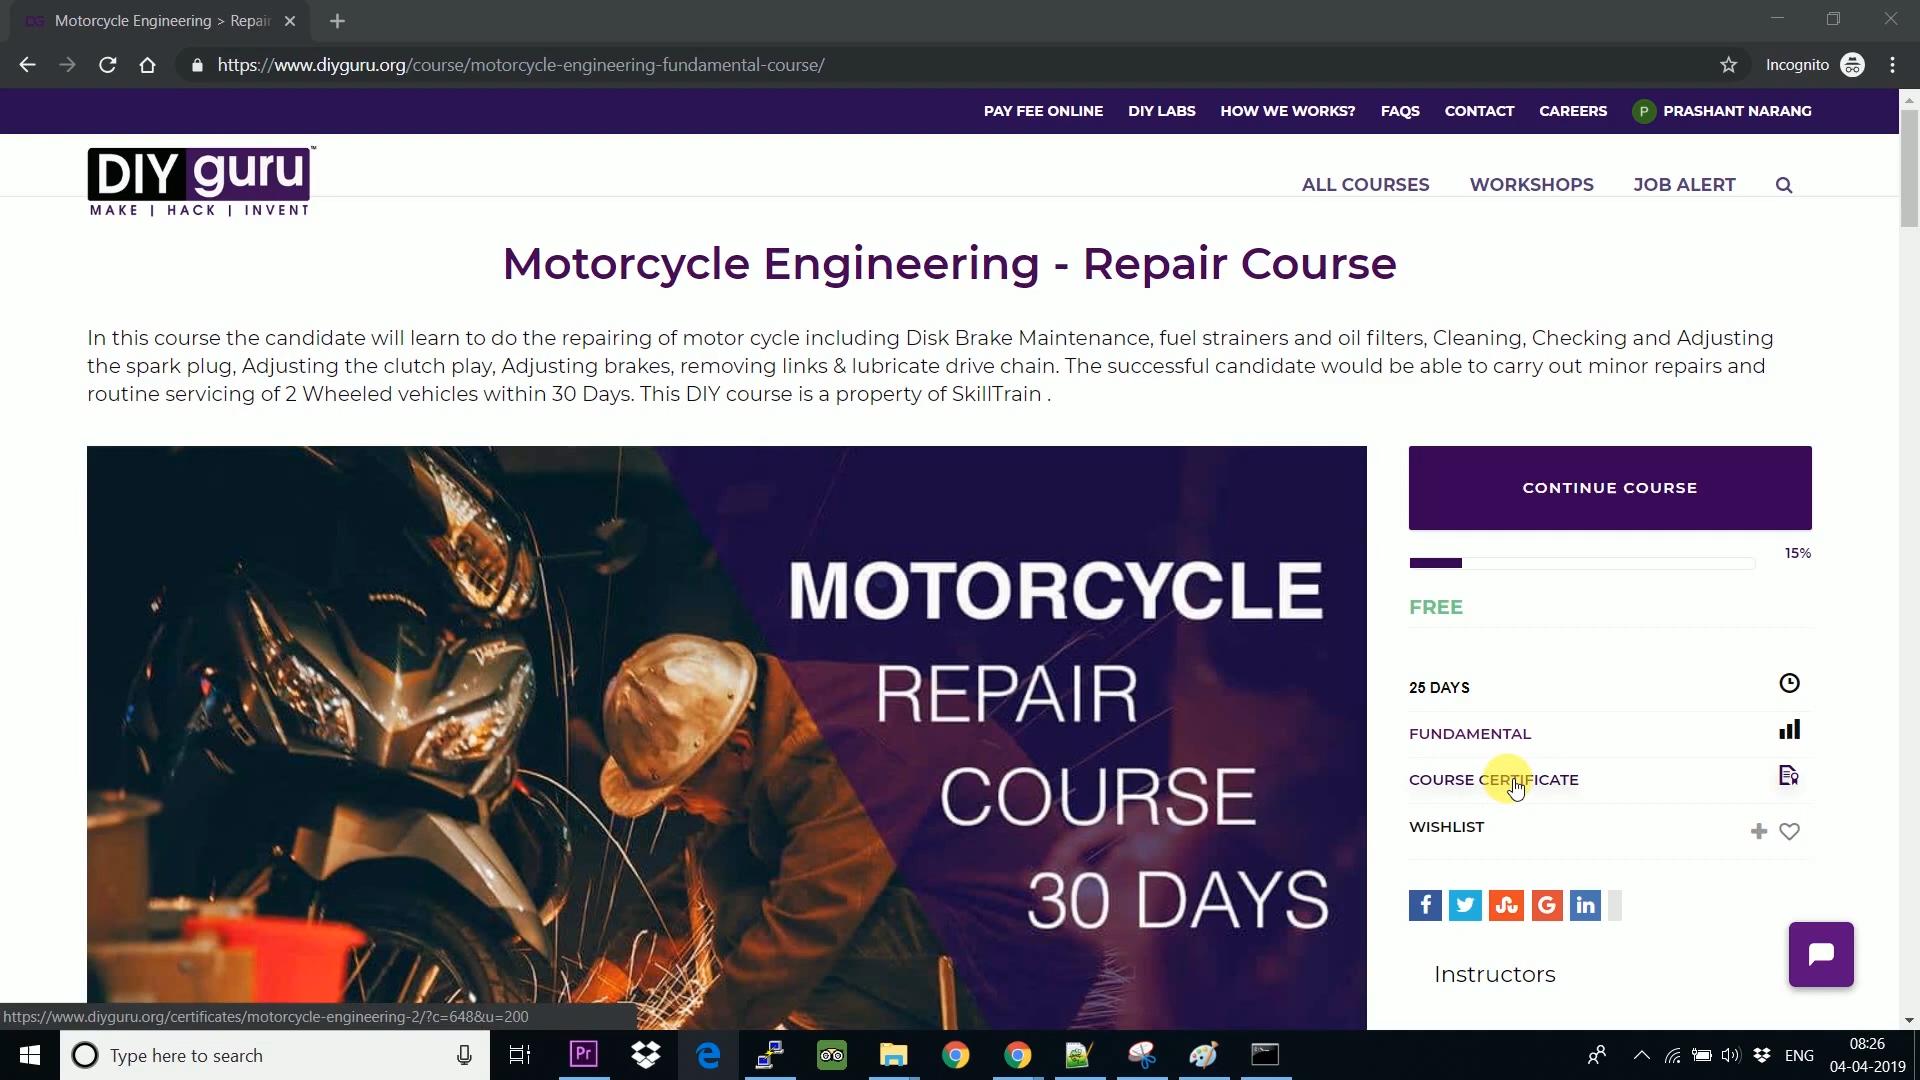 Motorcycle Engineering > Repair
https://www.diyguru.org/course/motorcycle-engineering-fundamental-course/
Incognito
PAY FEE ONLINE DIY LABS HOW WE WORKS? FAQS CONTACT CAREERS P PRASHANT NARANG
DIY guru ™
MAKE | HACK | INVENT
ALL COURSES WORKSHOPS JOB ALERT
Motorcycle Engineering - Repair Course
In this course the candidate will learn to do the repairing of motor cycle including Disk Brake Maintenance, fuel strainers and oil filters, Cleaning, Checking and Adjusting
the spark plug, Adjusting the clutch play, Adjusting brakes, removing links & lubricate drive chain. The successful candidate would be able to carry out minor repairs and
routine servicing of 2 Wheeled vehicles within 30 Days. This DIY course is a property of SkillTrain .
MOTORCYCLE
REPAIR
COURSE
30 DAYS
CONTINUE COURSE
15%
FREE
25 DAYS
FUNDAMENTAL
COURSE CERTIFICATE
WISHLIST
Instructors
https://www.diyguru.org/certificates/motorcycle-engineering-2/?c=648&u=200
Type here to search
Pr
ENG
08:26
04-04-2019